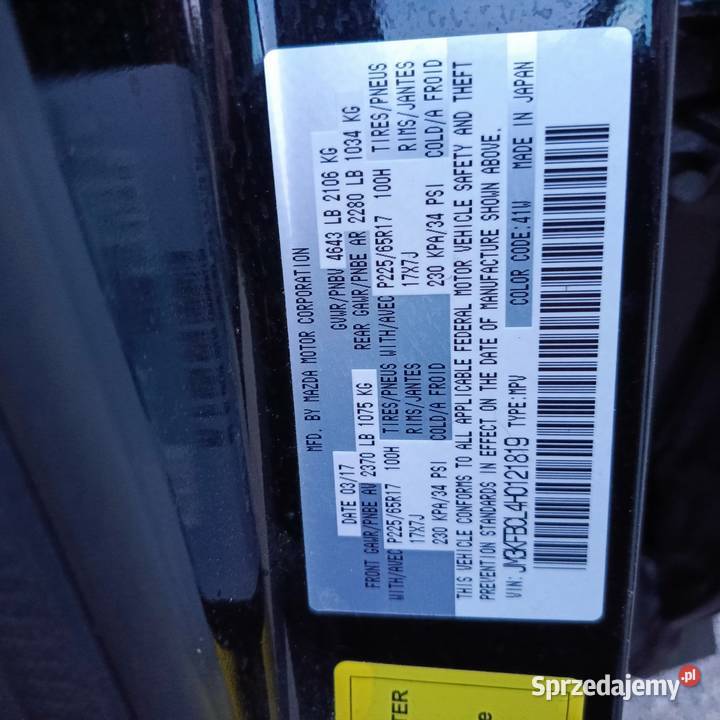 MFD. BY MAZDA MOTOR CORPORATION
DATE 03/17 GVWR/PNBV 4643 LB 2106 KG
FRONT GAWR/PNBE AV 2370 LB 1075 KG REAR GAWR/PNBE AR 2280 LB 1034 KG
WITH/AVEC P225/65R17 100H TIRES/PNEUS WITH/AVEC P225/65R17 100H TIRES/PNEUS
17X7J RIMS/JANTES 17X7J RIMS/JANTES
230 KPA/34 PSI COLD/A FROID 230 KPA/34 PSI COLD/A FROID
THIS VEHICLE CONFORMS TO ALL APPLICABLE FEDERAL MOTOR VEHICLE SAFETY AND THEFT
PREVENTION STANDARDS IN EFFECT ON THE DATE OF MANUFACTURE SHOWN ABOVE.
VIN: JM3KFBCL4H0121819 TYPE: MPV COLOR CODE: 41W MADE IN JAPAN
Sprzedajemy.pl